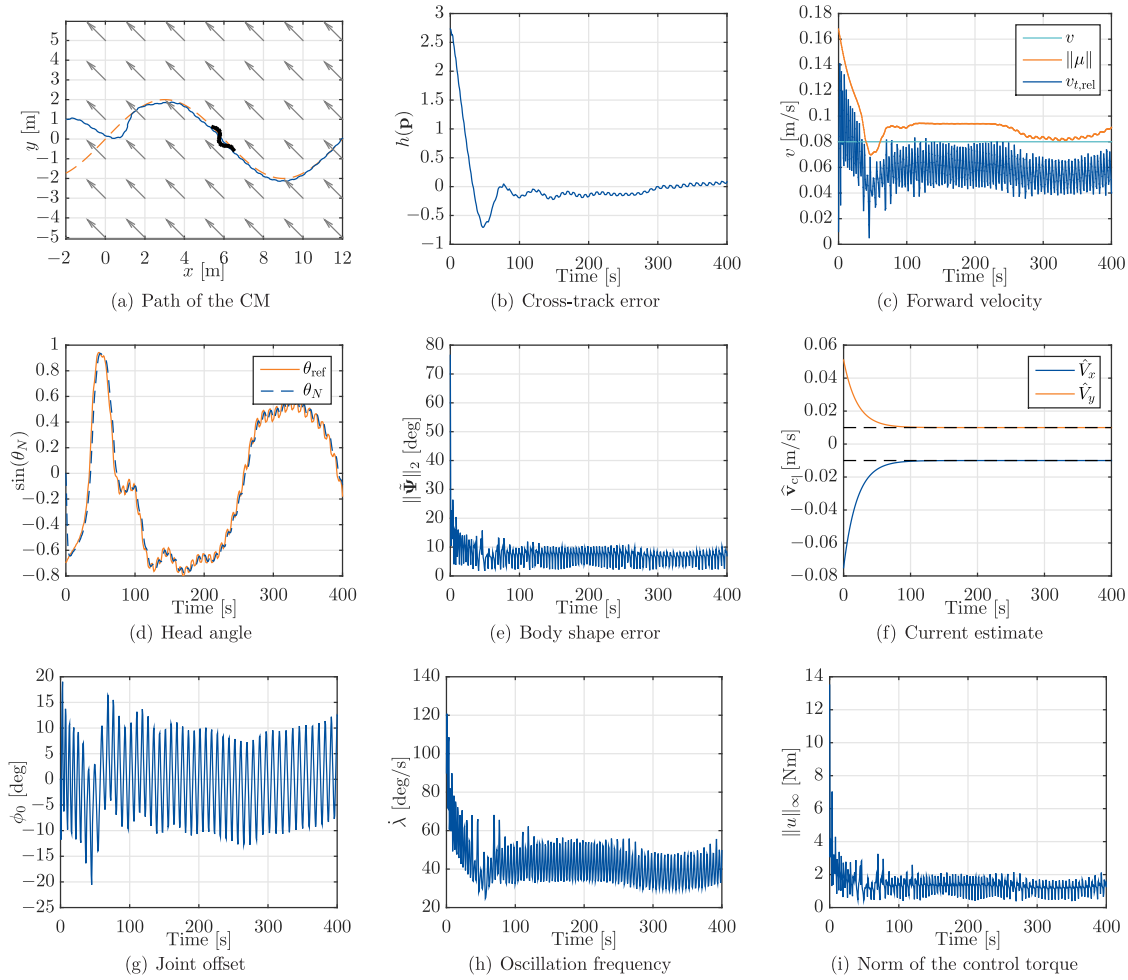 5
4
3
2
1
0
−1
−2
−3
−4
−5
y [m]
−2 0 2 4 6 8 10 12
x [m]
(a) Path of the CM
3
2.5
2
1.5
1
0.5
0
−0.5
−1
h(p)
0 100 200 300 400
Time [s]
(b) Cross-track error
0.18
0.16
0.14
0.12
0.1
0.08
0.06
0.04
0.02
0
v [m/s]
v
‖μ‖
v_{t,rel}
0 100 200 300 400
Time [s]
(c) Forward velocity
1
0.8
0.6
0.4
0.2
0
−0.2
−0.4
−0.6
−0.8
sin(θ_N)
θ_ref
θ_N
0 100 200 300 400
Time [s]
(d) Head angle
80
70
60
50
40
30
20
10
0
‖Ψ̃‖₂ [deg]
0 100 200 300 400
Time [s]
(e) Body shape error
0.06
0.04
0.02
0
−0.02
−0.04
−0.06
−0.08
v̂_c [m/s]
V̂_x
V̂_y
0 100 200 300 400
Time [s]
(f) Current estimate
20
15
10
5
0
−5
−10
−15
−20
−25
ϕ₀ [deg]
0 100 200 300 400
Time [s]
(g) Joint offset
140
120
100
80
60
40
20
λ̇ [deg/s]
0 100 200 300 400
Time [s]
(h) Oscillation frequency
14
12
10
8
6
4
2
0
‖u‖_∞ [Nm]
0 100 200 300 400
Time [s]
(i) Norm of the control torque